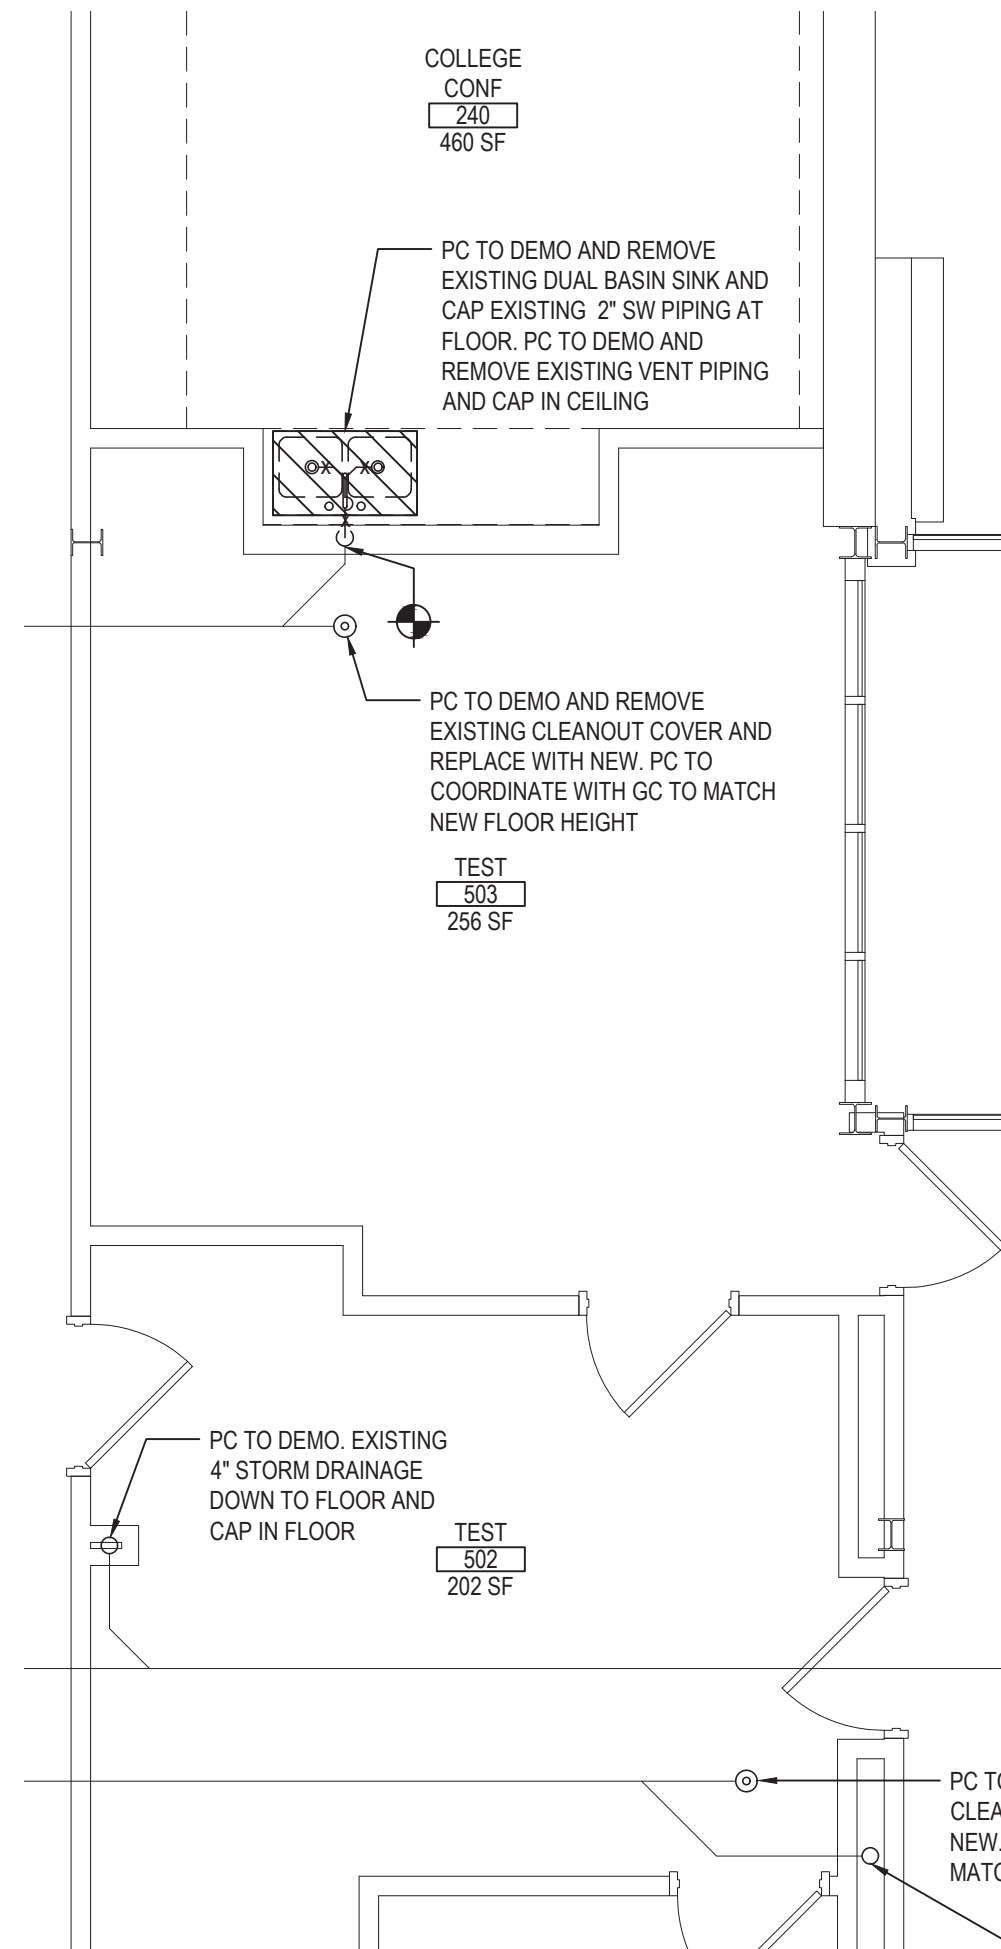 COLLEGE
CONF
240
460 SF
PC TO DEMO AND REMOVE
EXISTING DUAL BASIN SINK AND
CAP EXISTING 2" SW PIPING AT
FLOOR. PC TO DEMO AND
REMOVE EXISTING VENT PIPING
AND CAP IN CEILING
PC TO DEMO AND REMOVE
EXISTING CLEANOUT COVER AND
REPLACE WITH NEW. PC TO
COORDINATE WITH GC TO MATCH
NEW FLOOR HEIGHT
TEST
503
256 SF
PC TO DEMO. EXISTING
4" STORM DRAINAGE
DOWN TO FLOOR AND
CAP IN FLOOR
TEST
502
202 SF
PC
NEW.